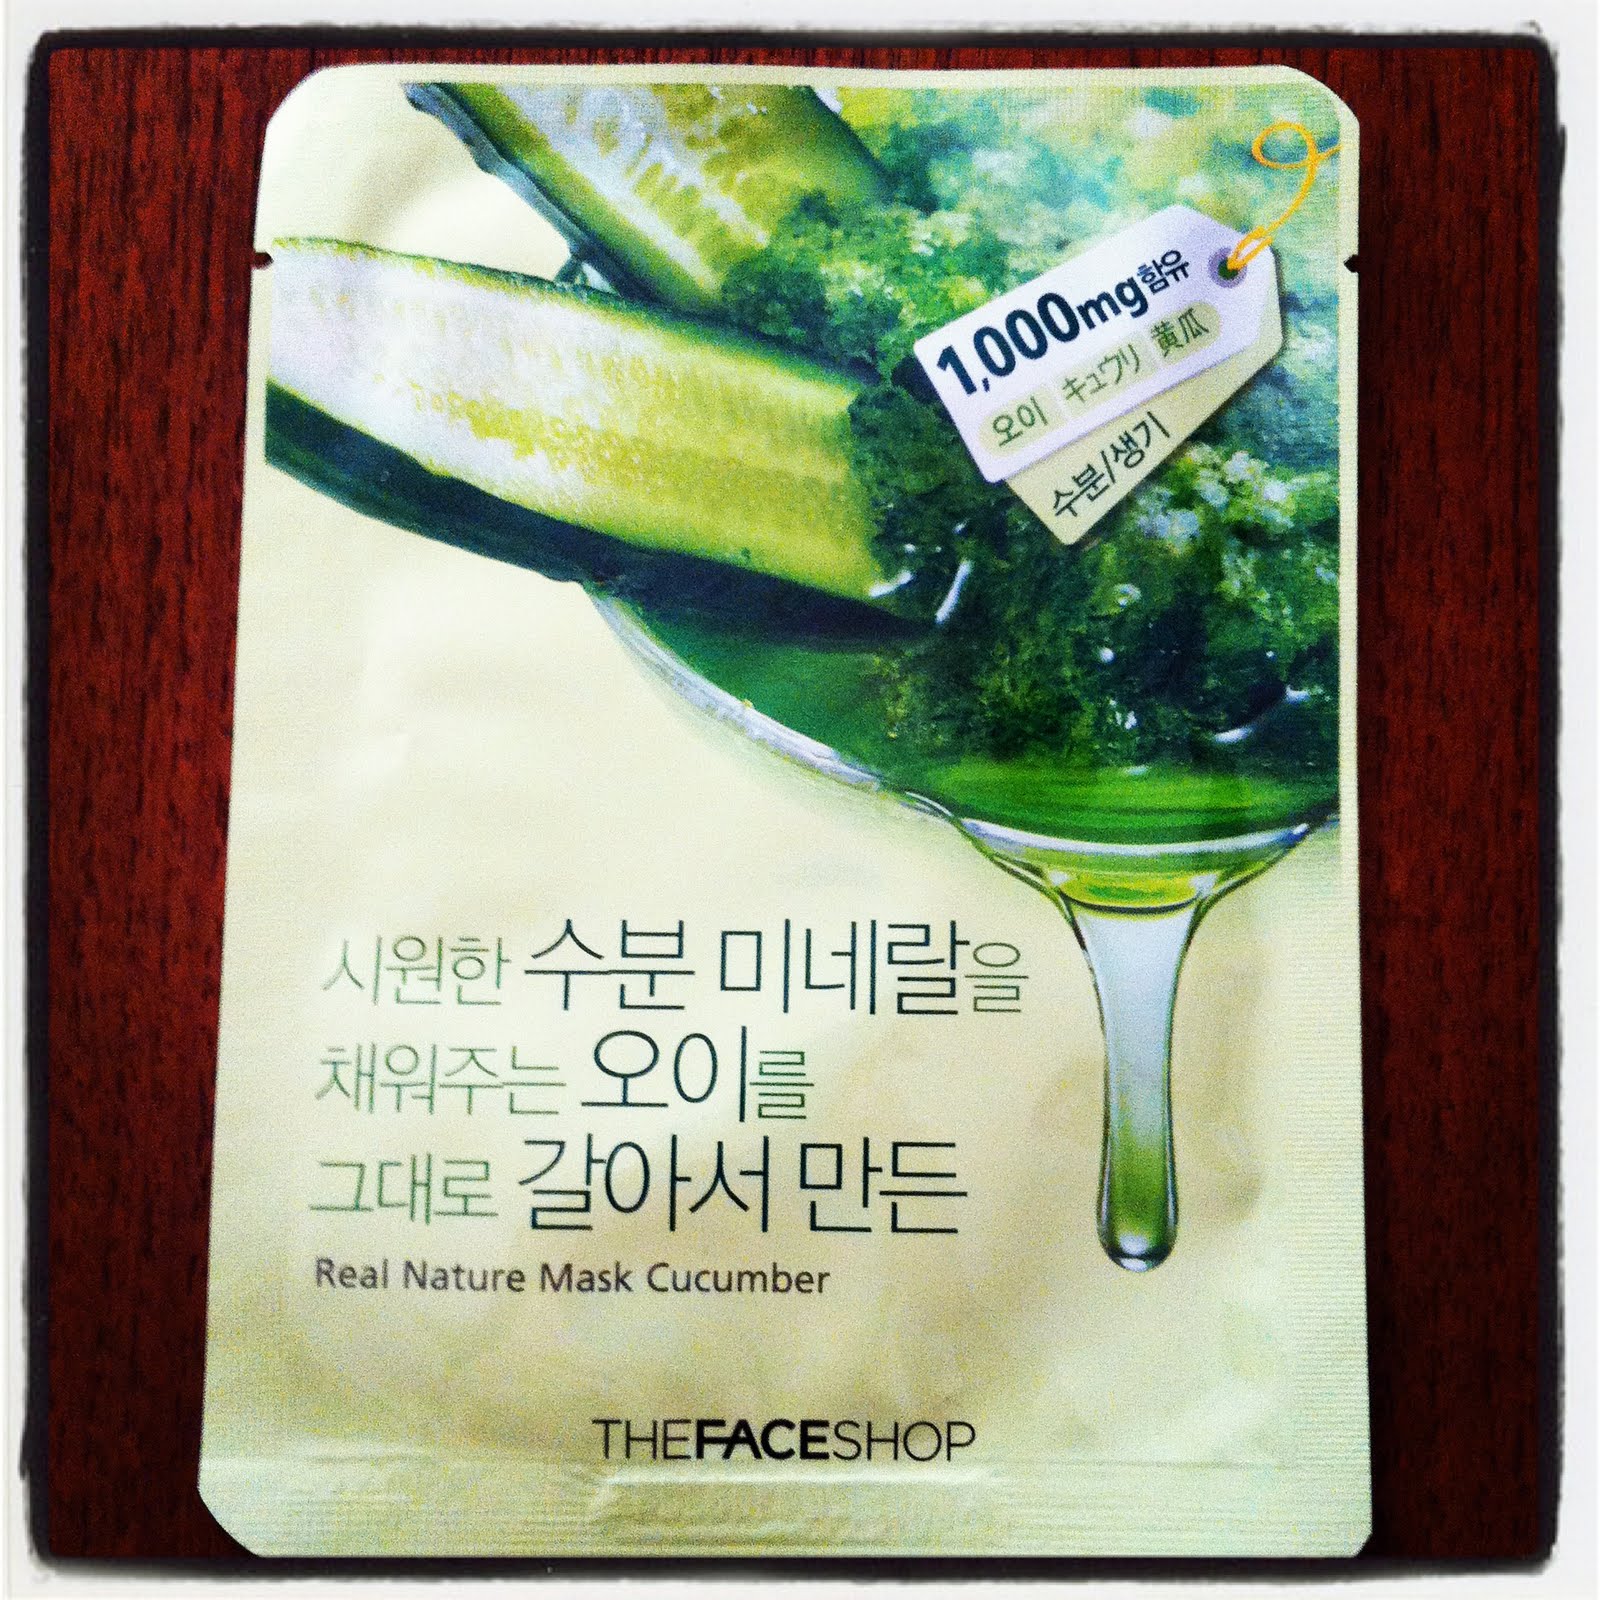 1,000mg함유
오이 キュウリ 黄瓜
수분/생기
시원한 수분 미네랄을
채워주는 오이를
그대로 갈아서 만든
Real Nature Mask Cucumber
THEFACESHOP